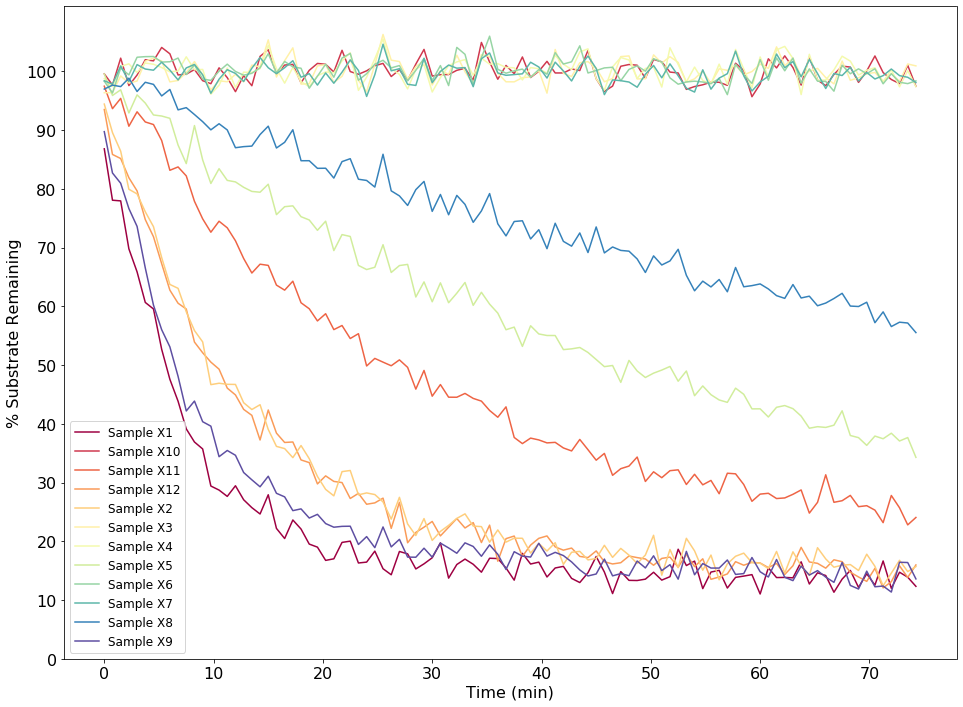 % Substrate Remaining
100
90
80
70
60
50
40
30
20
10
0
Sample X1
Sample X10
Sample X11
Sample X12
Sample X2
Sample X3
Sample X4
Sample X5
Sample X6
Sample X7
Sample X8
Sample X9
0 10 20 30 40 50 60 70
Time (min)